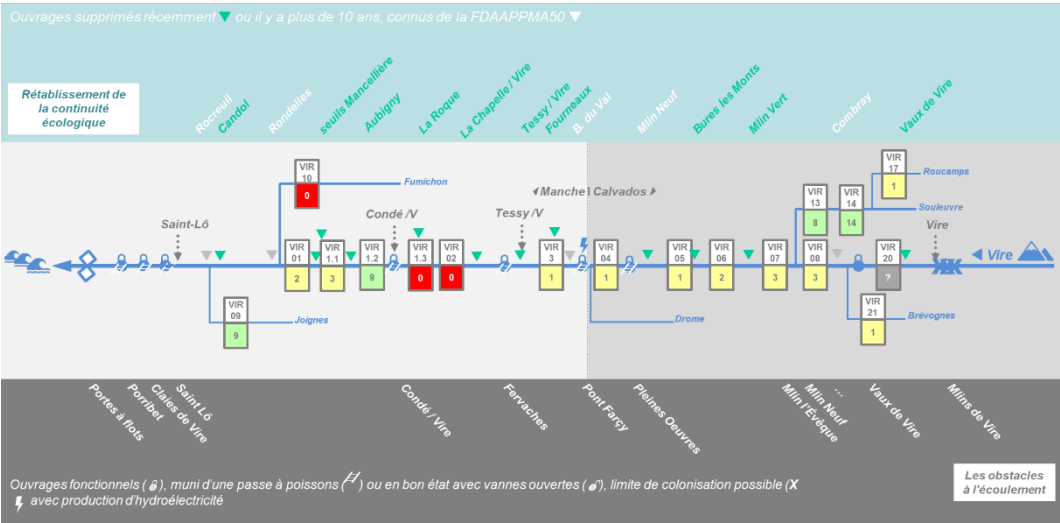 Ouvrages supprimés récemment ▼ ou il y a plus de 10 ans, connus de la FDAAPPMA50 ▼
Rétablissement de
la continuité
écologique
Rocreuil
Candol
Rondelles
seuils Mancellière
Aubigny
La Roque
La Chapelle / Vire
Tessy / Vire
Fourneaux
B. du Val
Mlin Neuf
Bures les Monts
Mlin Vert
Combray
Vaux de Vire
VIR
10
0
Fumichon
Manche
Calvados
VIR
13
8
VIR
14
14
VIR
17
1
Roucamps
Souleuvre
Saint-Lô
Condé /V
Tessy /V
Vire
VIR
01
2
VIR
1.1
3
VIR
1.2
9
VIR
1.3
0
VIR
02
0
VIR
3
1
VIR
04
1
VIR
05
1
VIR
06
2
VIR
07
3
VIR
08
3
VIR
20
?
Vire
VIR
09
9
Joignes
Drome
VIR
21
1
Brévognes
Portes à flots
Porribet
Claies de Vire
Saint Lô
Condé / Vire
Fervaches
Pont Farçy
Pleines Oeuvres
Mlin l'Évêque
Mlin Neuf
...
Vaux de Vire
Mlins de Vire
Ouvrages fonctionnels ( ), muni d'une passe à poissons ( ) ou en bon état avec vannes ouvertes ( ), limite de colonisation possible (X
avec production d'hydroélectricité
Les obstacles
à l'écoulement